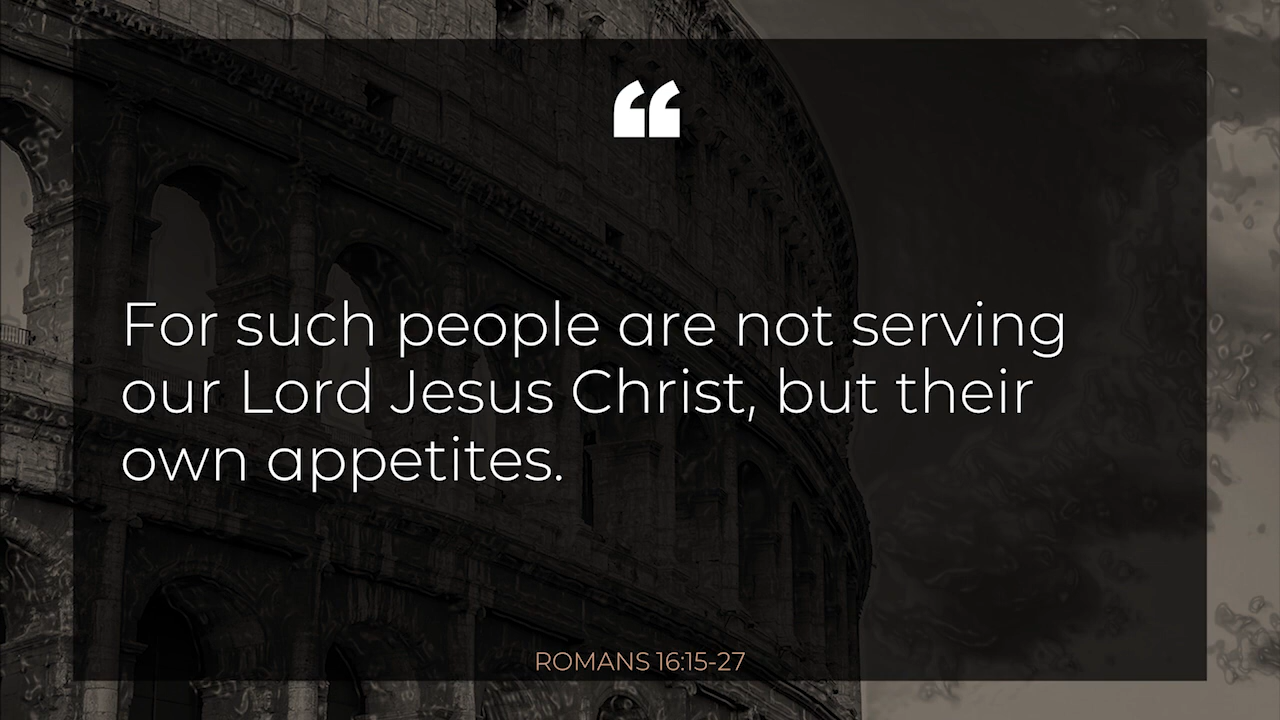 “
For such people are not serving
our Lord Jesus Christ, but their
own appetites.
ROMANS 16:15-27